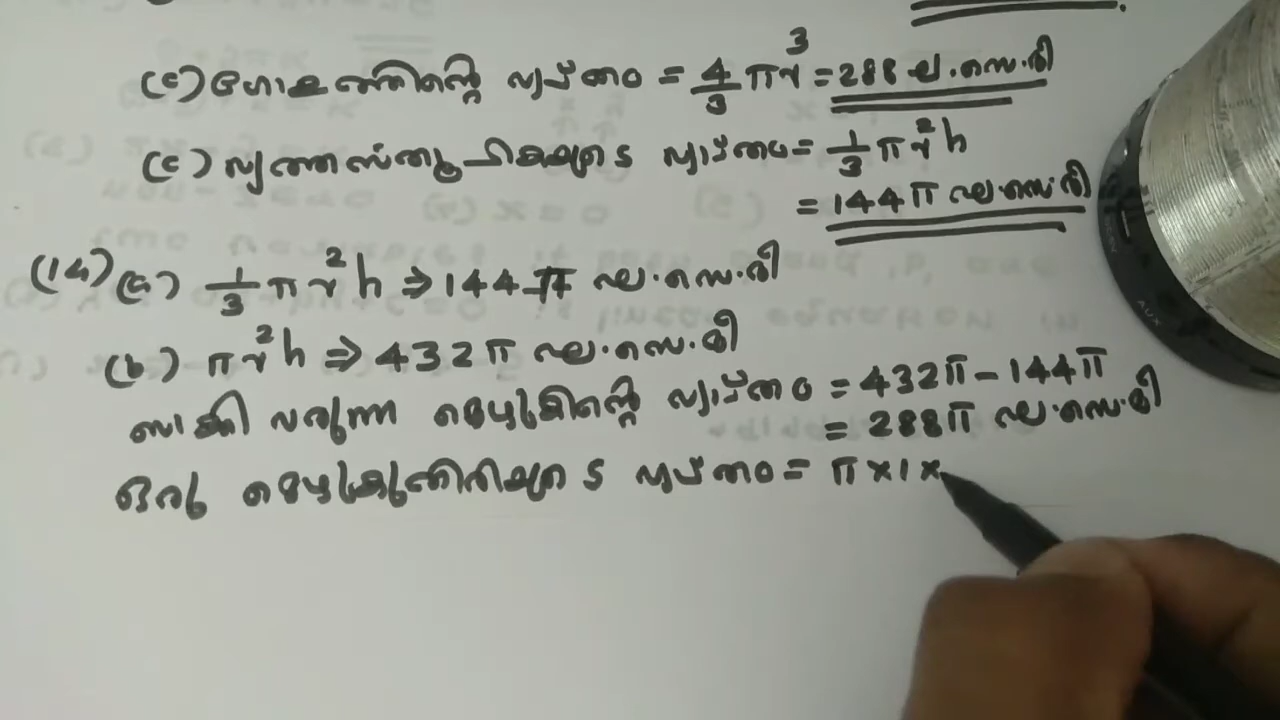 (c) ഗോളത്തിന്റെ വ്യാപ്തം = 4/3 πr³ = 288 ഘ.സെ.മീ
(c) വൃത്തസ്തൂപികയുടെ വ്യാപ്തം = 1/3 πr²h
= 144π ഘ.സെ.മീ
(14) (a) 1/3 πr²h ⇒ 144π ഘ.സെ.മീ
(b) πr²h ⇒ 432π ഘ.സെ.മീ
ബാക്കി വരുന്ന മെഴുകിന്റെ വ്യാപ്തം = 432π - 144π
= 288π ഘ.സെ.മീ
ഒരു മെഴുകുതിരിയുടെ വ്യാപ്തം = π×1×
AUX